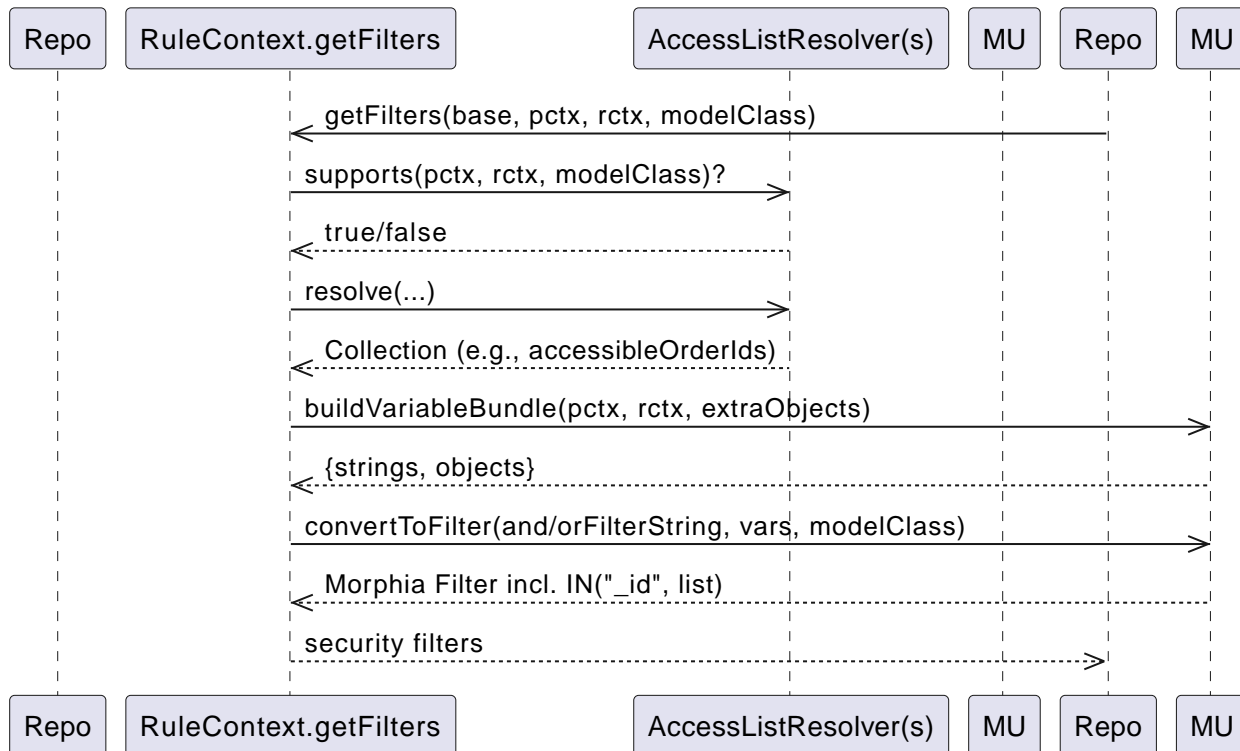 Repo
RuleContext.getFilters
AccessListResolver(s)
MU
Repo
MU
getFilters(base, pctx, rctx, modelClass)
supports(pctx, rctx, modelClass)?
true/false
resolve(...)
Collection (e.g., accessibleOrderIds)
buildVariableBundle(pctx, rctx, extraObjects)
{strings, objects}
convertToFilter(and/orFilterString, vars, modelClass)
Morphia Filter incl. IN("_id", list)
security filters
Repo
RuleContext.getFilters
AccessListResolver(s)
MU
Repo
MU